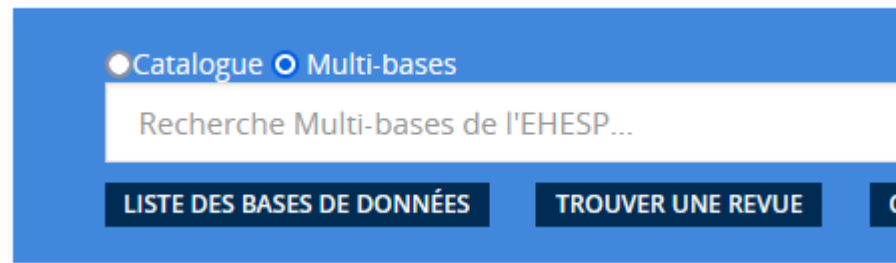 Catalogue Multi-bases
Recherche Multi-bases de l'EHESP...
LISTE DES BASES DE DONNÉES TROUVER UNE REVUE